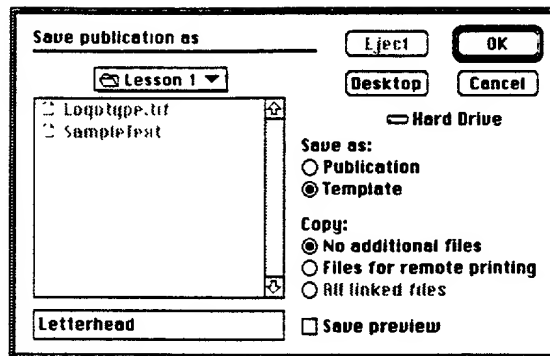 Save publication as
Eject
OK
Lesson 1
Desktop
Cancel
Logotype.tif
SampleText
Hard Drive
Save as:
Publication
Template
Copy:
No additional files
Files for remote printing
All linked files
Letterhead
Save preview